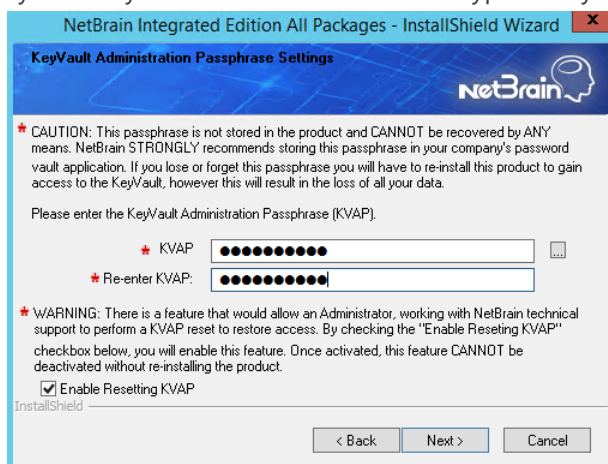 NetBrain Integrated Edition All Packages - InstallShield Wizard X
KeyVault Administration Passphrase Settings
NetBrain
* CAUTION: This passphrase is not stored in the product and CANNOT be recovered by ANY
means. NetBrain STRONGLY recommends storing this passphrase in your company's password
vault application. If you lose or forget this passphrase you will have to re-install this product to gain
access to the KeyVault, however this will result in the loss of all your data.
Please enter the KeyVault Administration Passphrase (KVAP).
* KVAP ●●●●●●●●●● ...
* Re-enter KVAP: ●●●●●●●●●●
* WARNING: There is a feature that would allow an Administrator, working with NetBrain technical
support to perform a KVAP reset to restore access. By checking the "Enable Reseting KVAP"
checkbox below, you will enable this feature. Once activated, this feature CANNOT be
deactivated without re-installing the product.
Enable Resetting KVAP
InstallShield
< Back Next > Cancel